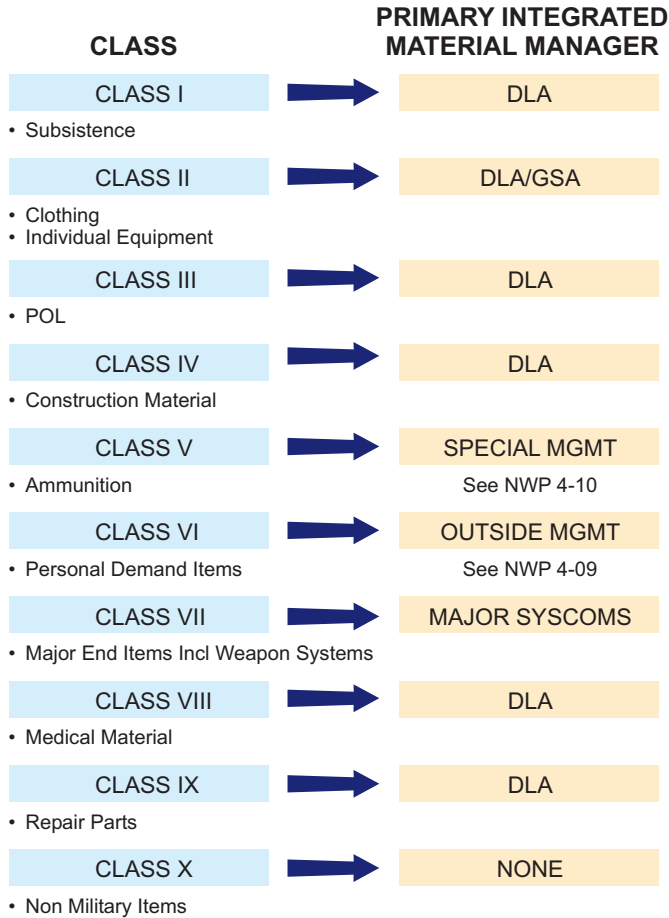 CLASS
PRIMARY INTEGRATED
MATERIAL MANAGER
CLASS I
DLA
• Subsistence
CLASS II
DLA/GSA
• Clothing
• Individual Equipment
CLASS III
DLA
• POL
CLASS IV
DLA
• Construction Material
CLASS V
SPECIAL MGMT
• Ammunition
See NWP 4-10
CLASS VI
OUTSIDE MGMT
• Personal Demand Items
See NWP 4-09
CLASS VII
MAJOR SYSCOMS
• Major End Items Incl Weapon Systems
CLASS VIII
DLA
• Medical Material
CLASS IX
DLA
• Repair Parts
CLASS X
NONE
• Non Military Items